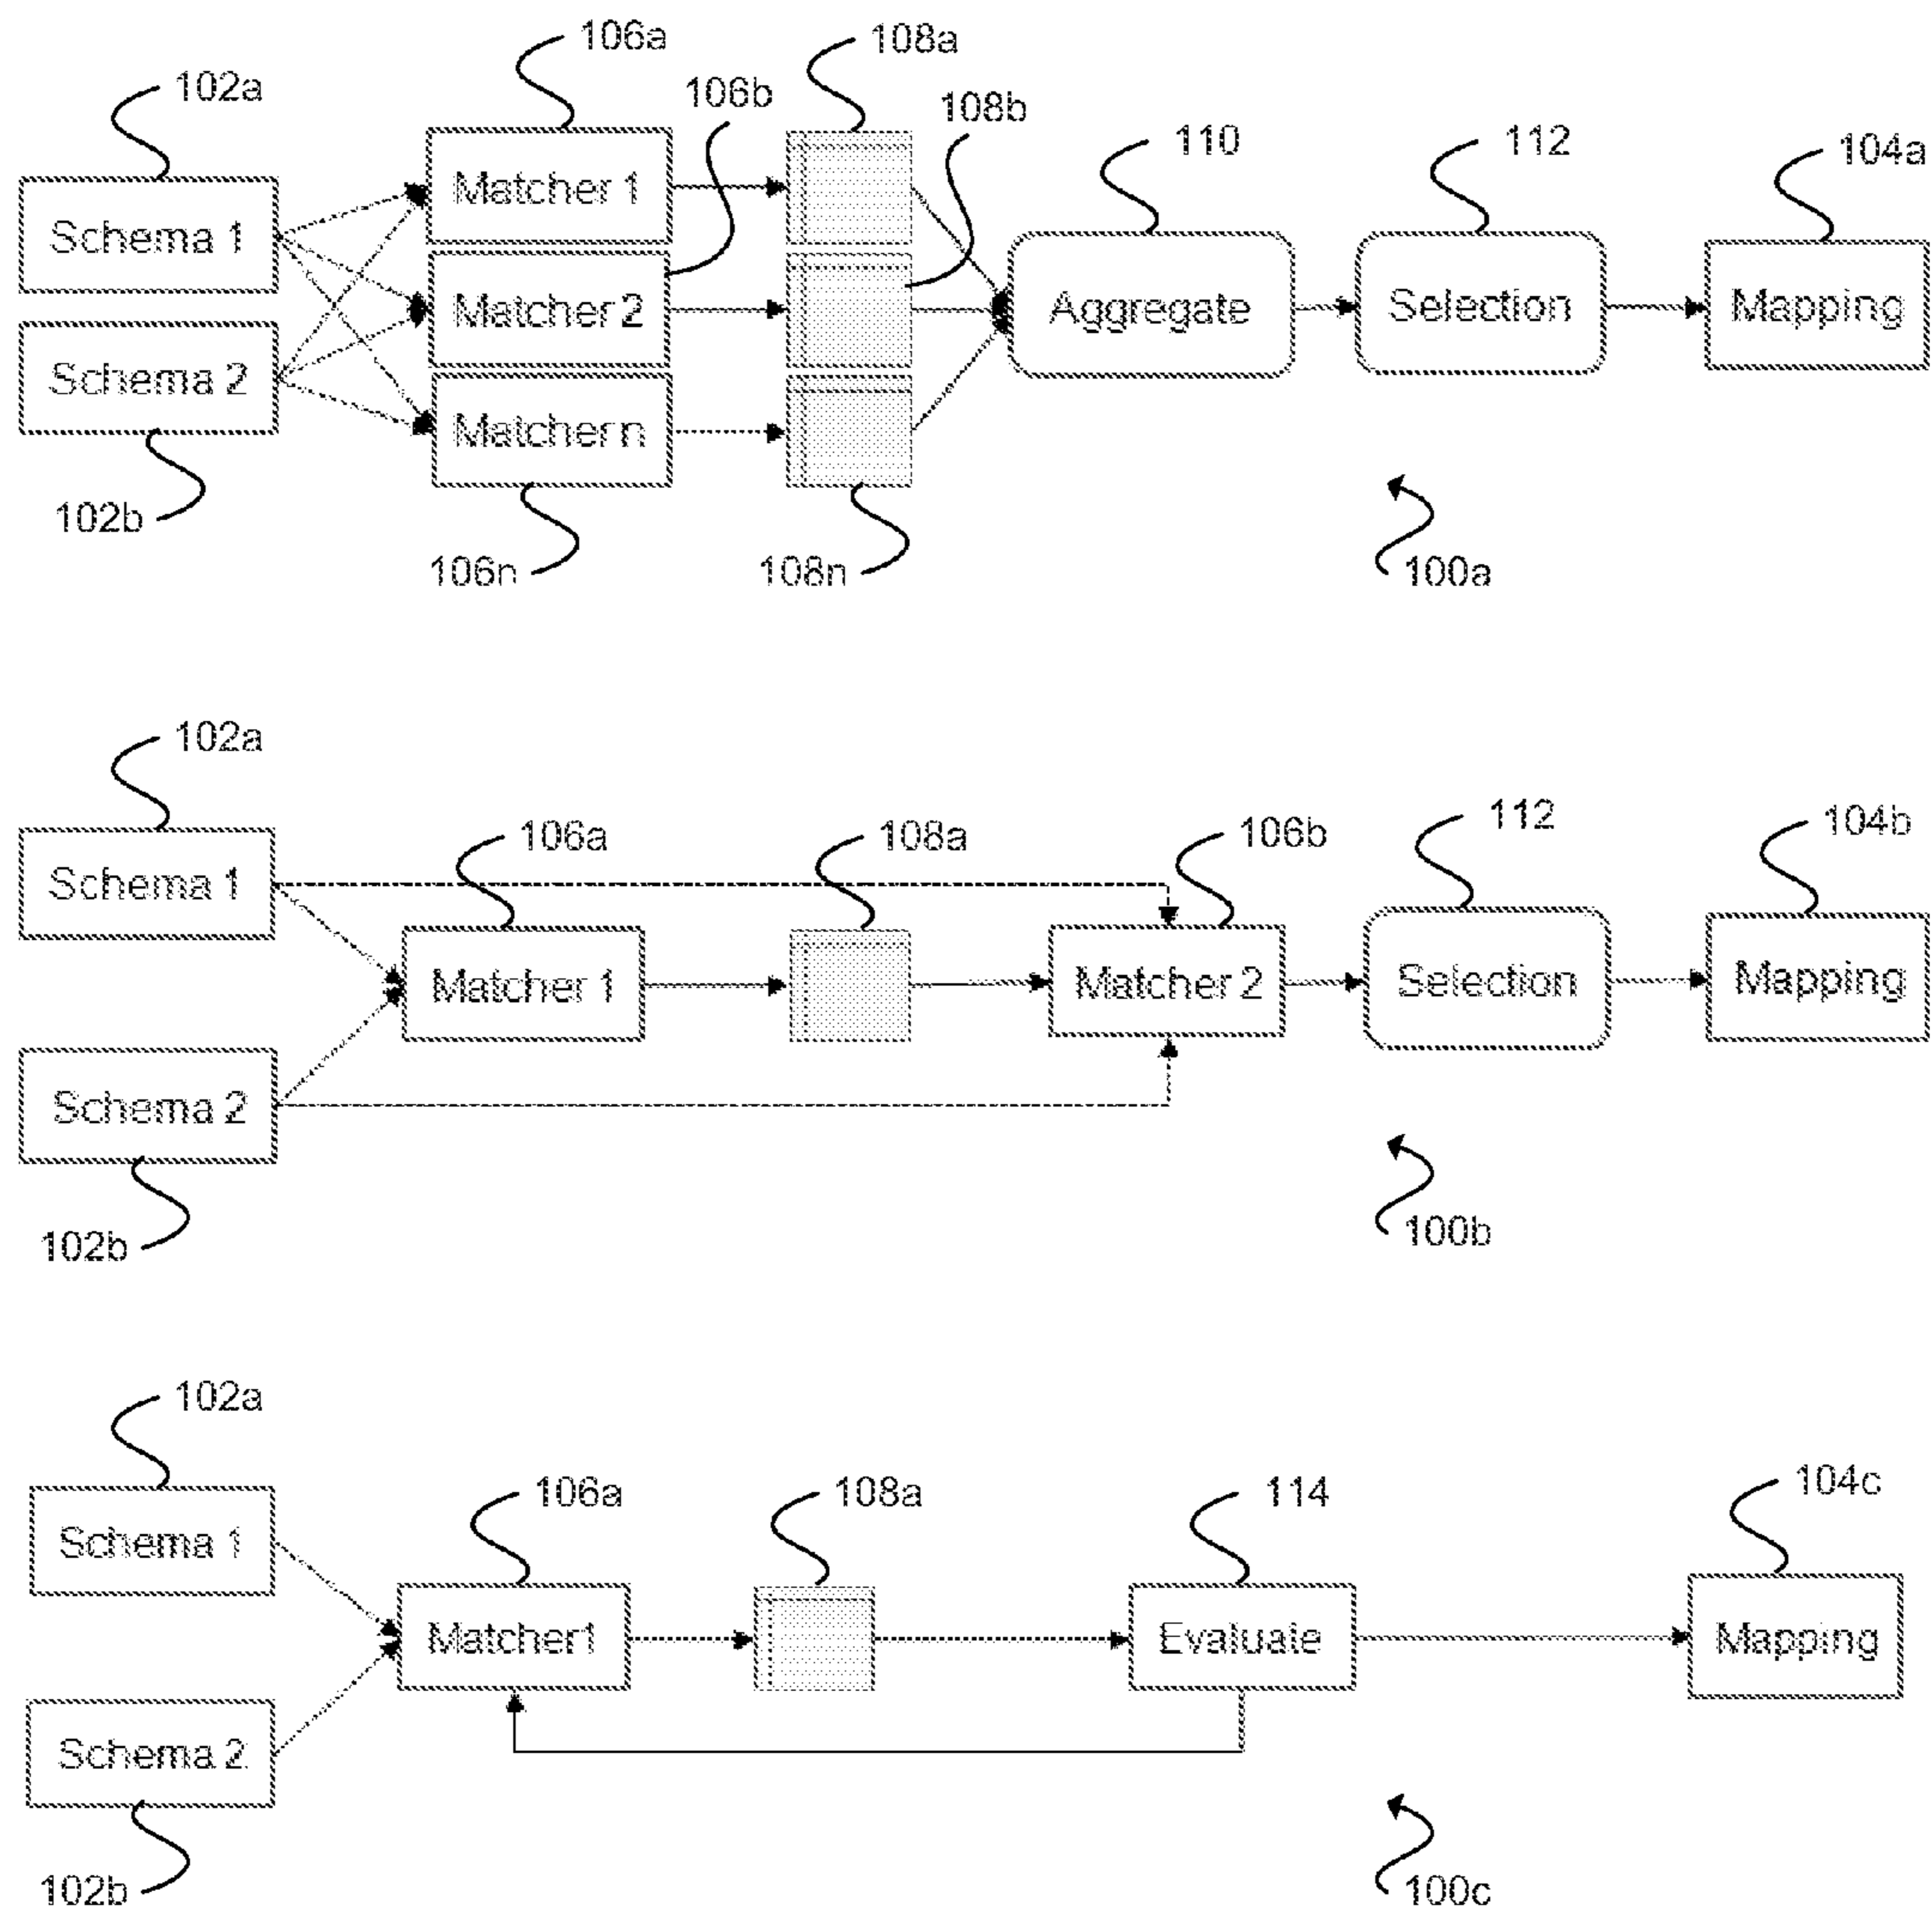 106a
108a
102a
106b
108b
110
112
104a
Matcher 1
Schema 1
Matcher 2
Aggregate
Selection
Mapping
Schema 2
Matcher n
102b
106n
108n
100a
102a
106a
108a
106b
112
104b
Schema 1
Matcher 1
Matcher 2
Selection
Mapping
Schema 2
102b
100b
102a
106a
108a
114
104c
Schema 1
Matcher1
Evaluate
Mapping
Schema 2
102b
100c